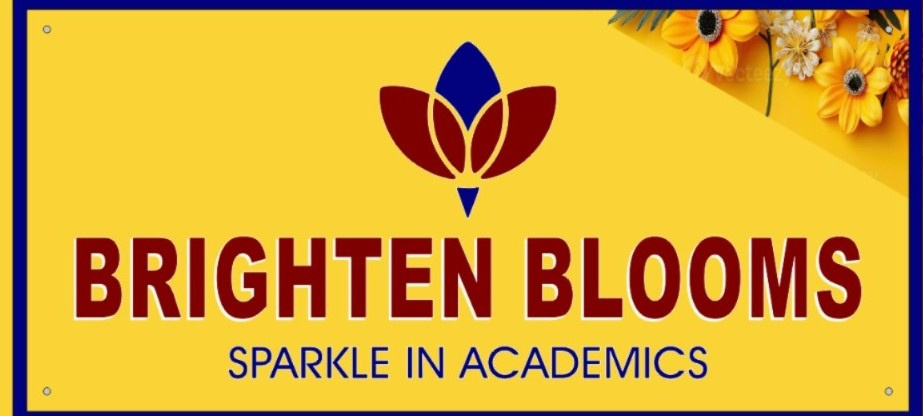 BRIGHTEN BLOOMS
SPARKLE IN ACADEMICS